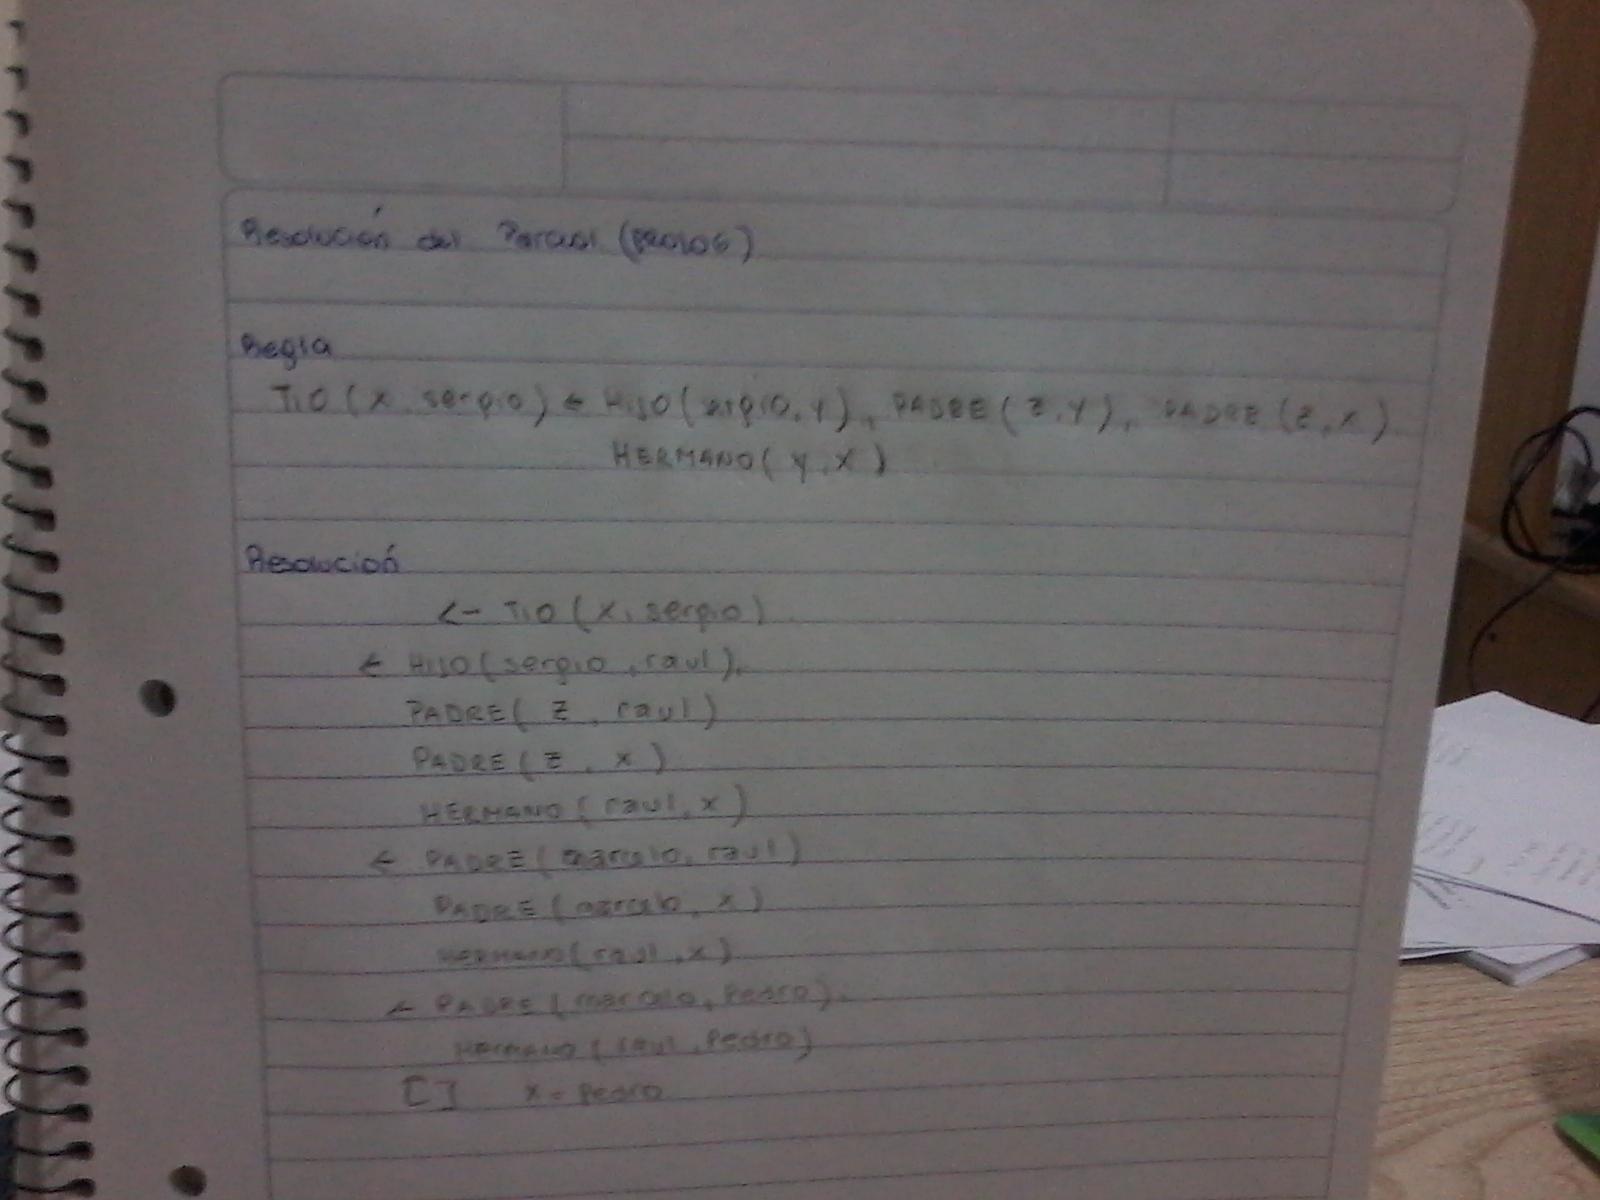 Resolución del Parcial (PROLOG)
Regla
TIO (X, sergio) ← HIJO (sergio, Y), PADRE (Z, Y), PADRE (Z, X)
HERMANO (Y, X)
Resolución
← TIO (X, sergio)
← HIJO (sergio, raul),
PADRE (Z, raul)
PADRE (Z, X)
HERMANO (raul, X)
← PADRE (marcelo, raul)
PADRE (marcelo, X)
HERMANO (raul, X)
← PADRE (marcelo, Pedro),
HERMANO (raul, Pedro)
[] X = Pedro